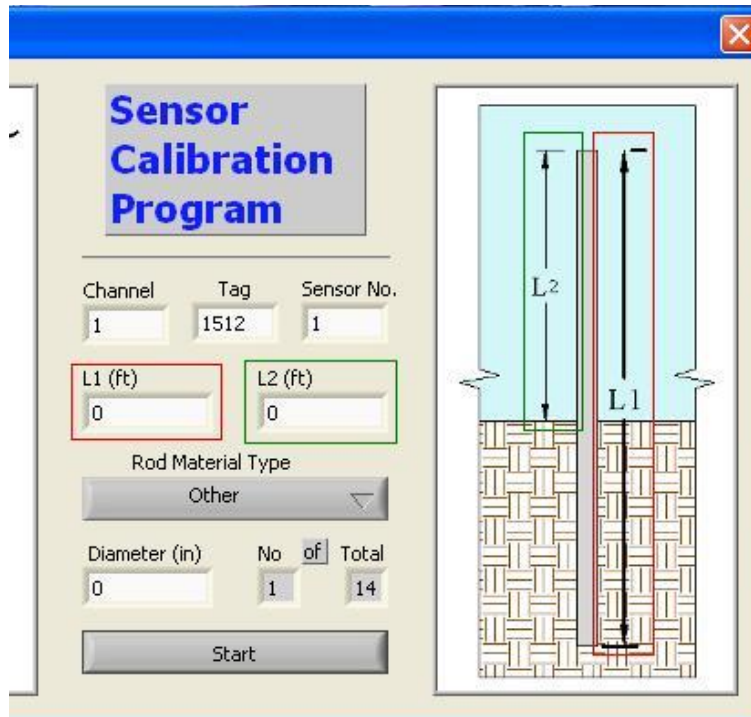 Sensor
Calibration
Program
Channel Tag Sensor No.
1 1512 1
L1 (ft) L2 (ft)
0 0
Rod Material Type
Other
Diameter (in) No of Total
0 1 14
Start
L2
L1